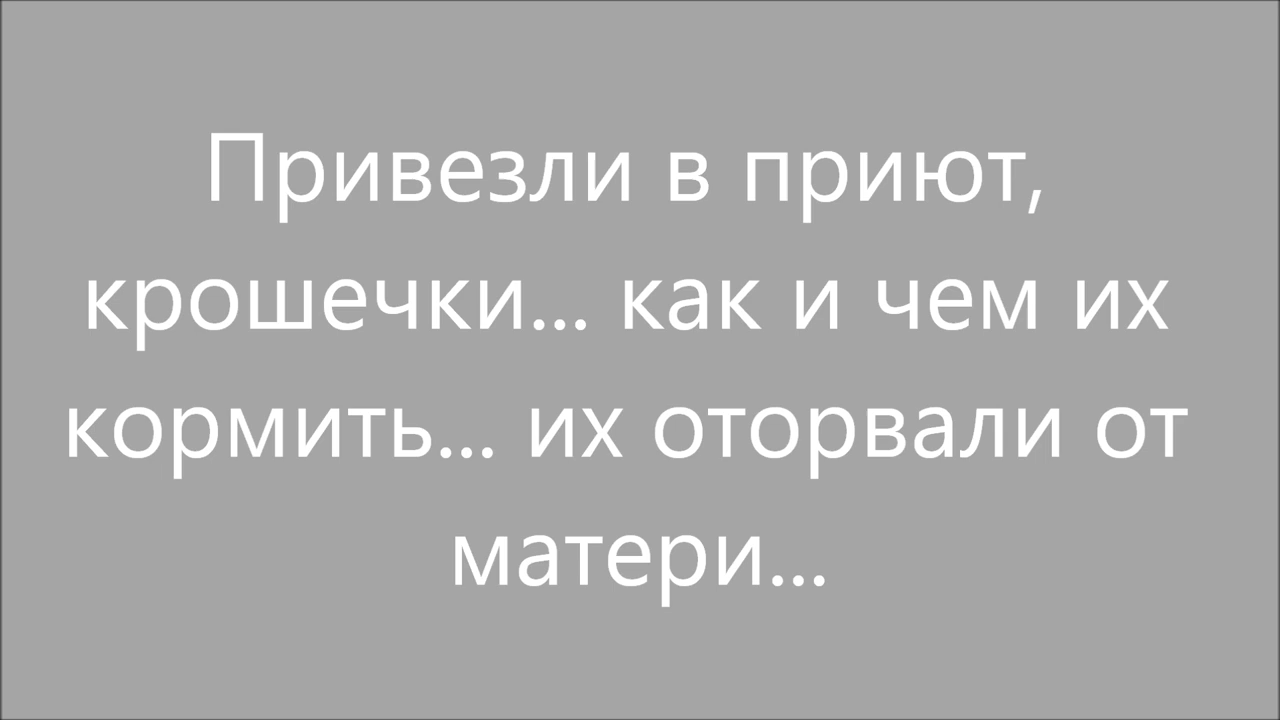 Привезли в приют,
крошечки... как и чем их
кормить... их оторвали от
матери...